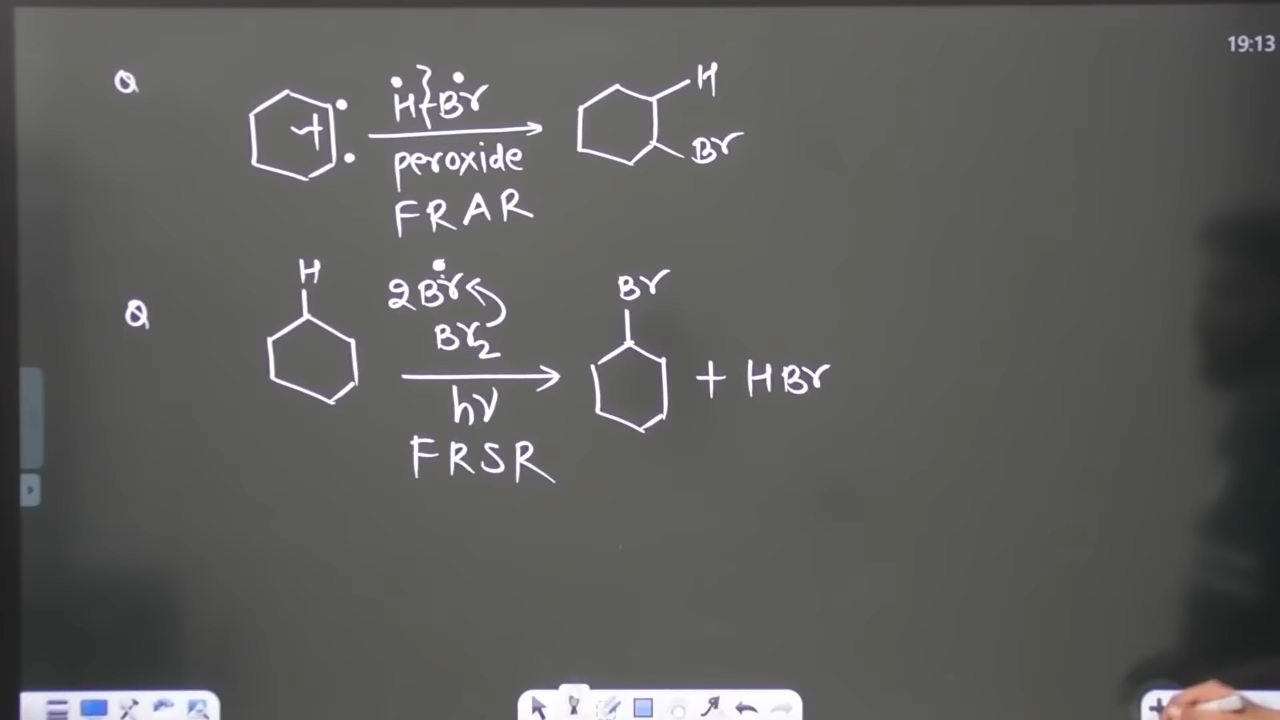 19:13
Q
H}Br
H
peroxide
Br
FRAR
Q
H
2Br
Br
Br2
+ HBr
hν
FRSR